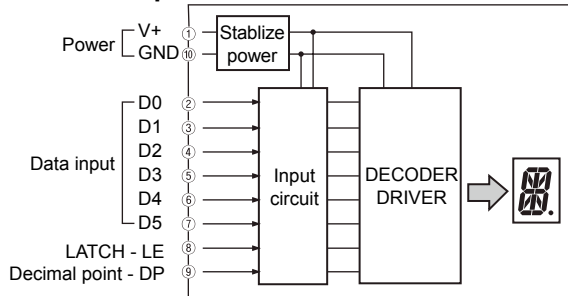 Power
V+
GND
①
⑩
Stablize
power
Data input
D0
D1
D2
D3
D4
D5
②
③
④
⑤
⑥
⑦
LATCH - LE
Decimal point - DP
⑧
⑨
Input
circuit
DECODER
DRIVER